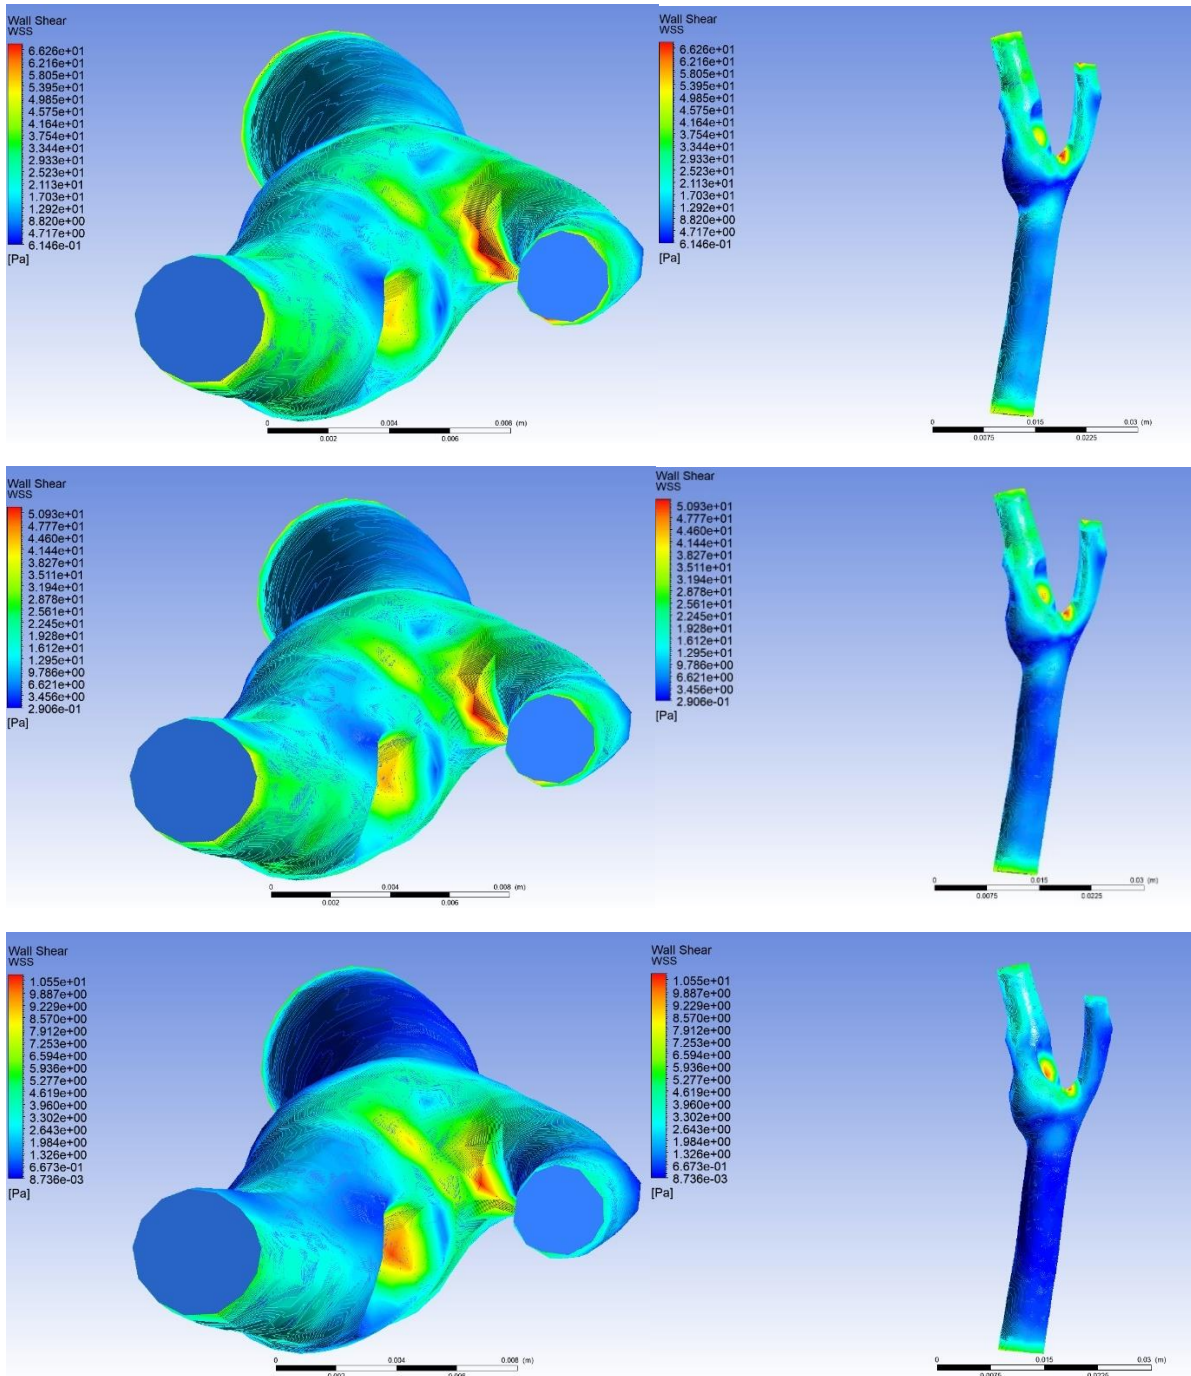 Wall Shear
WSS
6.626e+01
6.216e+01
5.805e+01
5.395e+01
4.985e+01
4.575e+01
4.164e+01
3.754e+01
3.344e+01
2.933e+01
2.523e+01
2.113e+01
1.703e+01
1.292e+01
8.820e+00
4.717e+00
6.146e-01
[Pa]
0 0.004 0.008 (m)
0.002 0.006
Wall Shear
WSS
6.626e+01
6.216e+01
5.805e+01
5.395e+01
4.985e+01
4.575e+01
4.164e+01
3.754e+01
3.344e+01
2.933e+01
2.523e+01
2.113e+01
1.703e+01
1.292e+01
8.820e+00
4.717e+00
6.146e-01
[Pa]
0 0.015 0.03 (m)
0.0075 0.0225
Wall Shear
WSS
5.093e+01
4.777e+01
4.460e+01
4.144e+01
3.827e+01
3.511e+01
3.194e+01
2.878e+01
2.561e+01
2.245e+01
1.928e+01
1.612e+01
1.295e+01
9.786e+00
6.621e+00
3.456e+00
2.906e-01
[Pa]
0 0.004 0.008 (m)
0.002 0.006
Wall Shear
WSS
5.093e+01
4.777e+01
4.460e+01
4.144e+01
3.827e+01
3.511e+01
3.194e+01
2.878e+01
2.561e+01
2.245e+01
1.928e+01
1.612e+01
1.295e+01
9.786e+00
6.621e+00
3.456e+00
2.906e-01
[Pa]
0 0.015 0.03 (m)
0.0075 0.0225
Wall Shear
WSS
1.055e+01
9.887e+00
9.229e+00
8.570e+00
7.912e+00
7.253e+00
6.594e+00
5.936e+00
5.277e+00
4.619e+00
3.960e+00
3.302e+00
2.643e+00
1.984e+00
1.326e+00
6.673e-01
8.736e-03
[Pa]
0 0.004 0.008 (m)
0.002 0.006
Wall Shear
WSS
1.055e+01
9.887e+00
9.229e+00
8.570e+00
7.912e+00
7.253e+00
6.594e+00
5.936e+00
5.277e+00
4.619e+00
3.960e+00
3.302e+00
2.643e+00
1.984e+00
1.326e+00
6.673e-01
8.736e-03
[Pa]
0 0.015 0.03 (m)
0.0075 0.0225